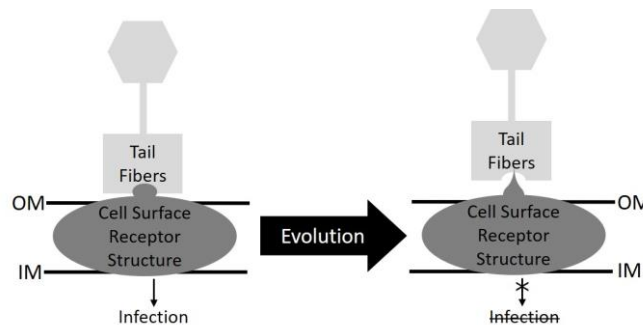 Tail
Fibers
OM
Cell Surface
Receptor
Structure
IM
Infection
Evolution
Tail
Fibers
OM
Cell Surface
Receptor
Structure
IM
Infection